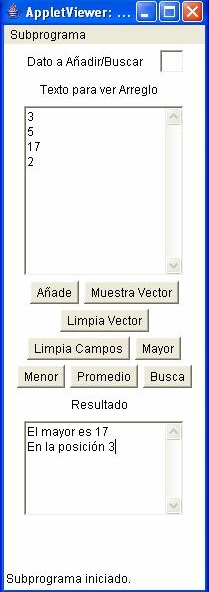 AppletViewer: ...
Subprograma
Dato a Añadir/Buscar
Texto para ver Arreglo
3
5
17
2
Añade Muestra Vector
Limpia Vector
Limpia Campos Mayor
Menor Promedio Busca
Resultado
El mayor es 17
En la posición 3
Subprograma iniciado.